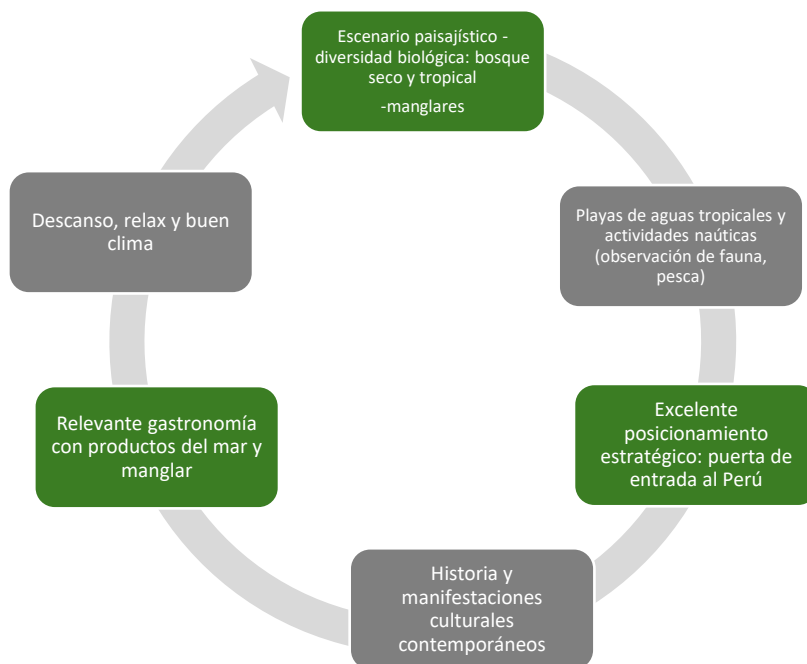 Escenario paisajístico -
diversidad biológica: bosque
seco y tropical
-manglares
Playas de aguas tropicales y
actividades naúticas
(observación de fauna,
pesca)
Excelente
posicionamiento
estratégico: puerta de
entrada al Perú
Historia y
manifestaciones
culturales
contemporáneos
Relevante gastronomía
con productos del mar y
manglar
Descanso, relax y buen
clima